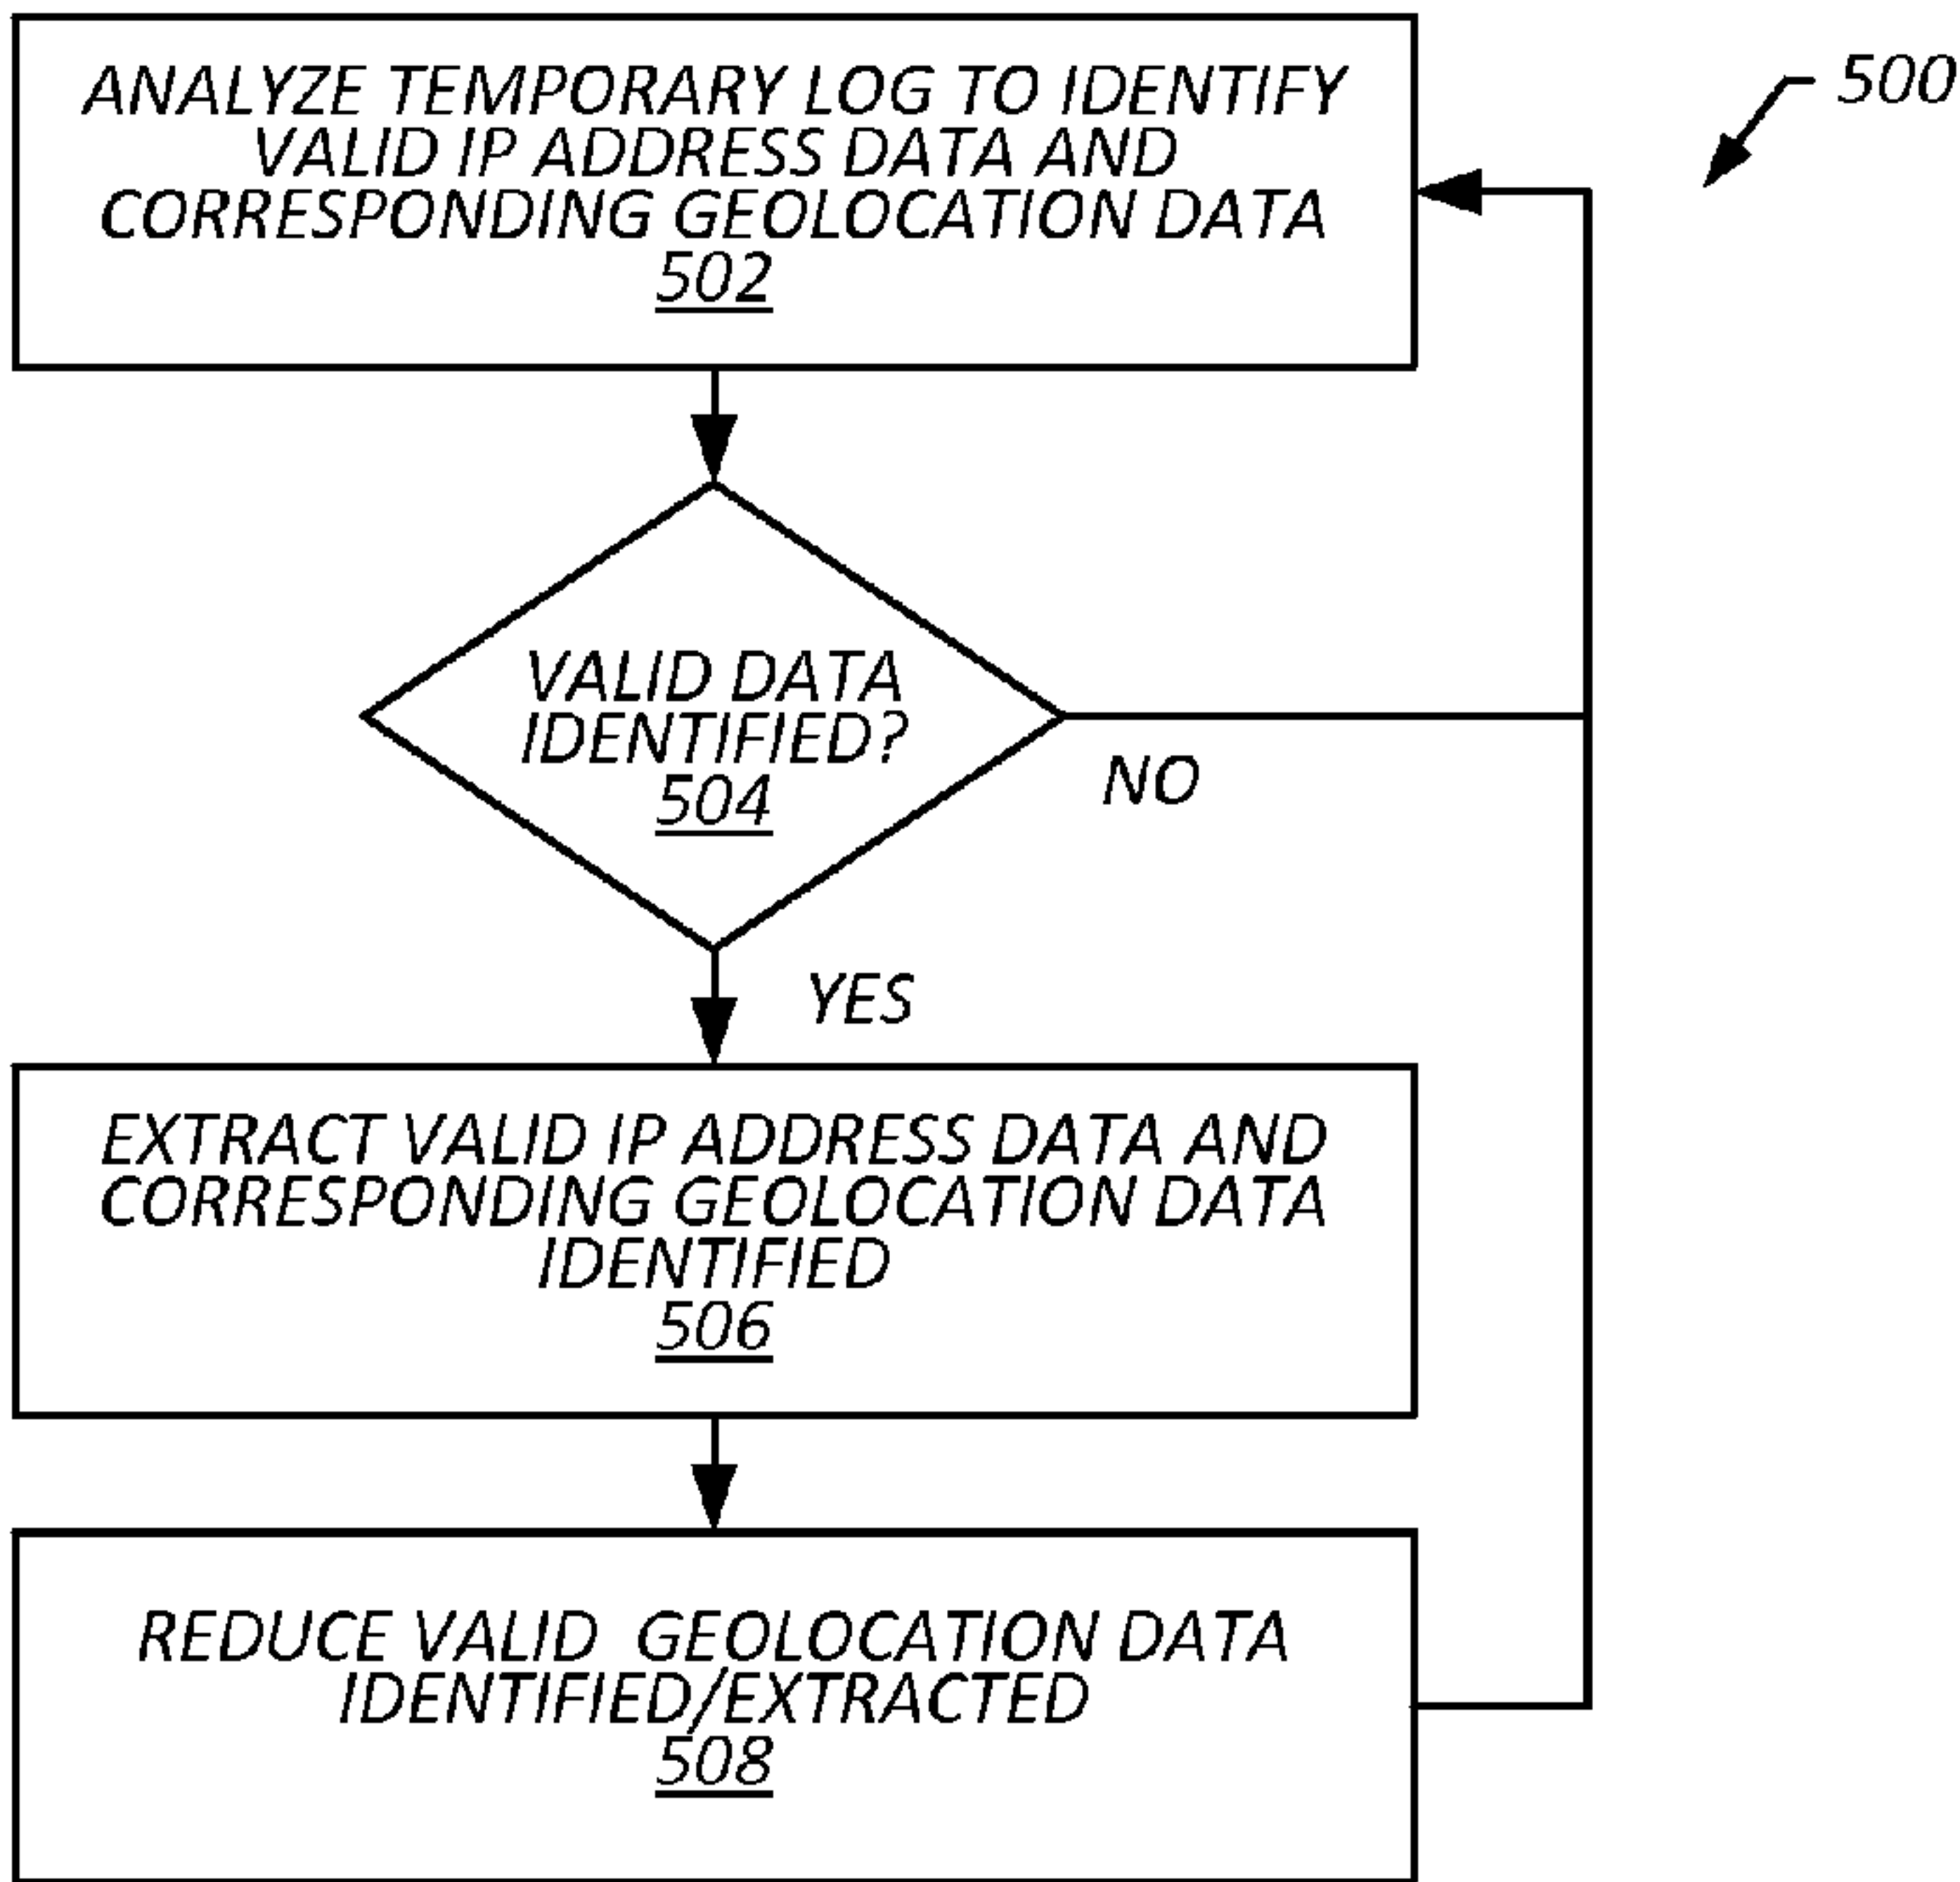 ANALYZE TEMPORARY LOG TO IDENTIFY
VALID IP ADDRESS DATA AND
CORRESPONDING GEOLOCATION DATA
502
500
VALID DATA
IDENTIFIED?
504
NO
YES
EXTRACT VALID IP ADDRESS DATA AND
CORRESPONDING GEOLOCATION DATA
IDENTIFIED
506
REDUCE VALID GEOLOCATION DATA
IDENTIFIED/EXTRACTED
508